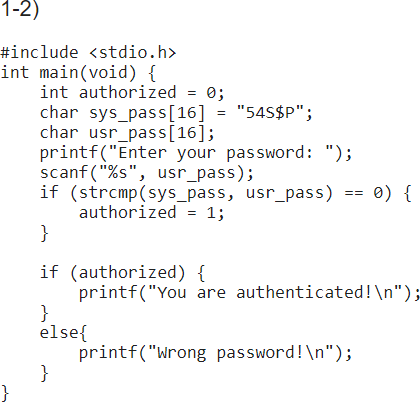 1-2)
#include <stdio.h>
int main(void) {
    int authorized = 0;
    char sys_pass[16] = "54S$P";
    char usr_pass[16];
    printf("Enter your password: ");
    scanf("%s", usr_pass);
    if (strcmp(sys_pass, usr_pass) == 0) {
        authorized = 1;
    }

    if (authorized) {
        printf("You are authenticated!\n");
    }
    else{
        printf("Wrong password!\n");
    }
}